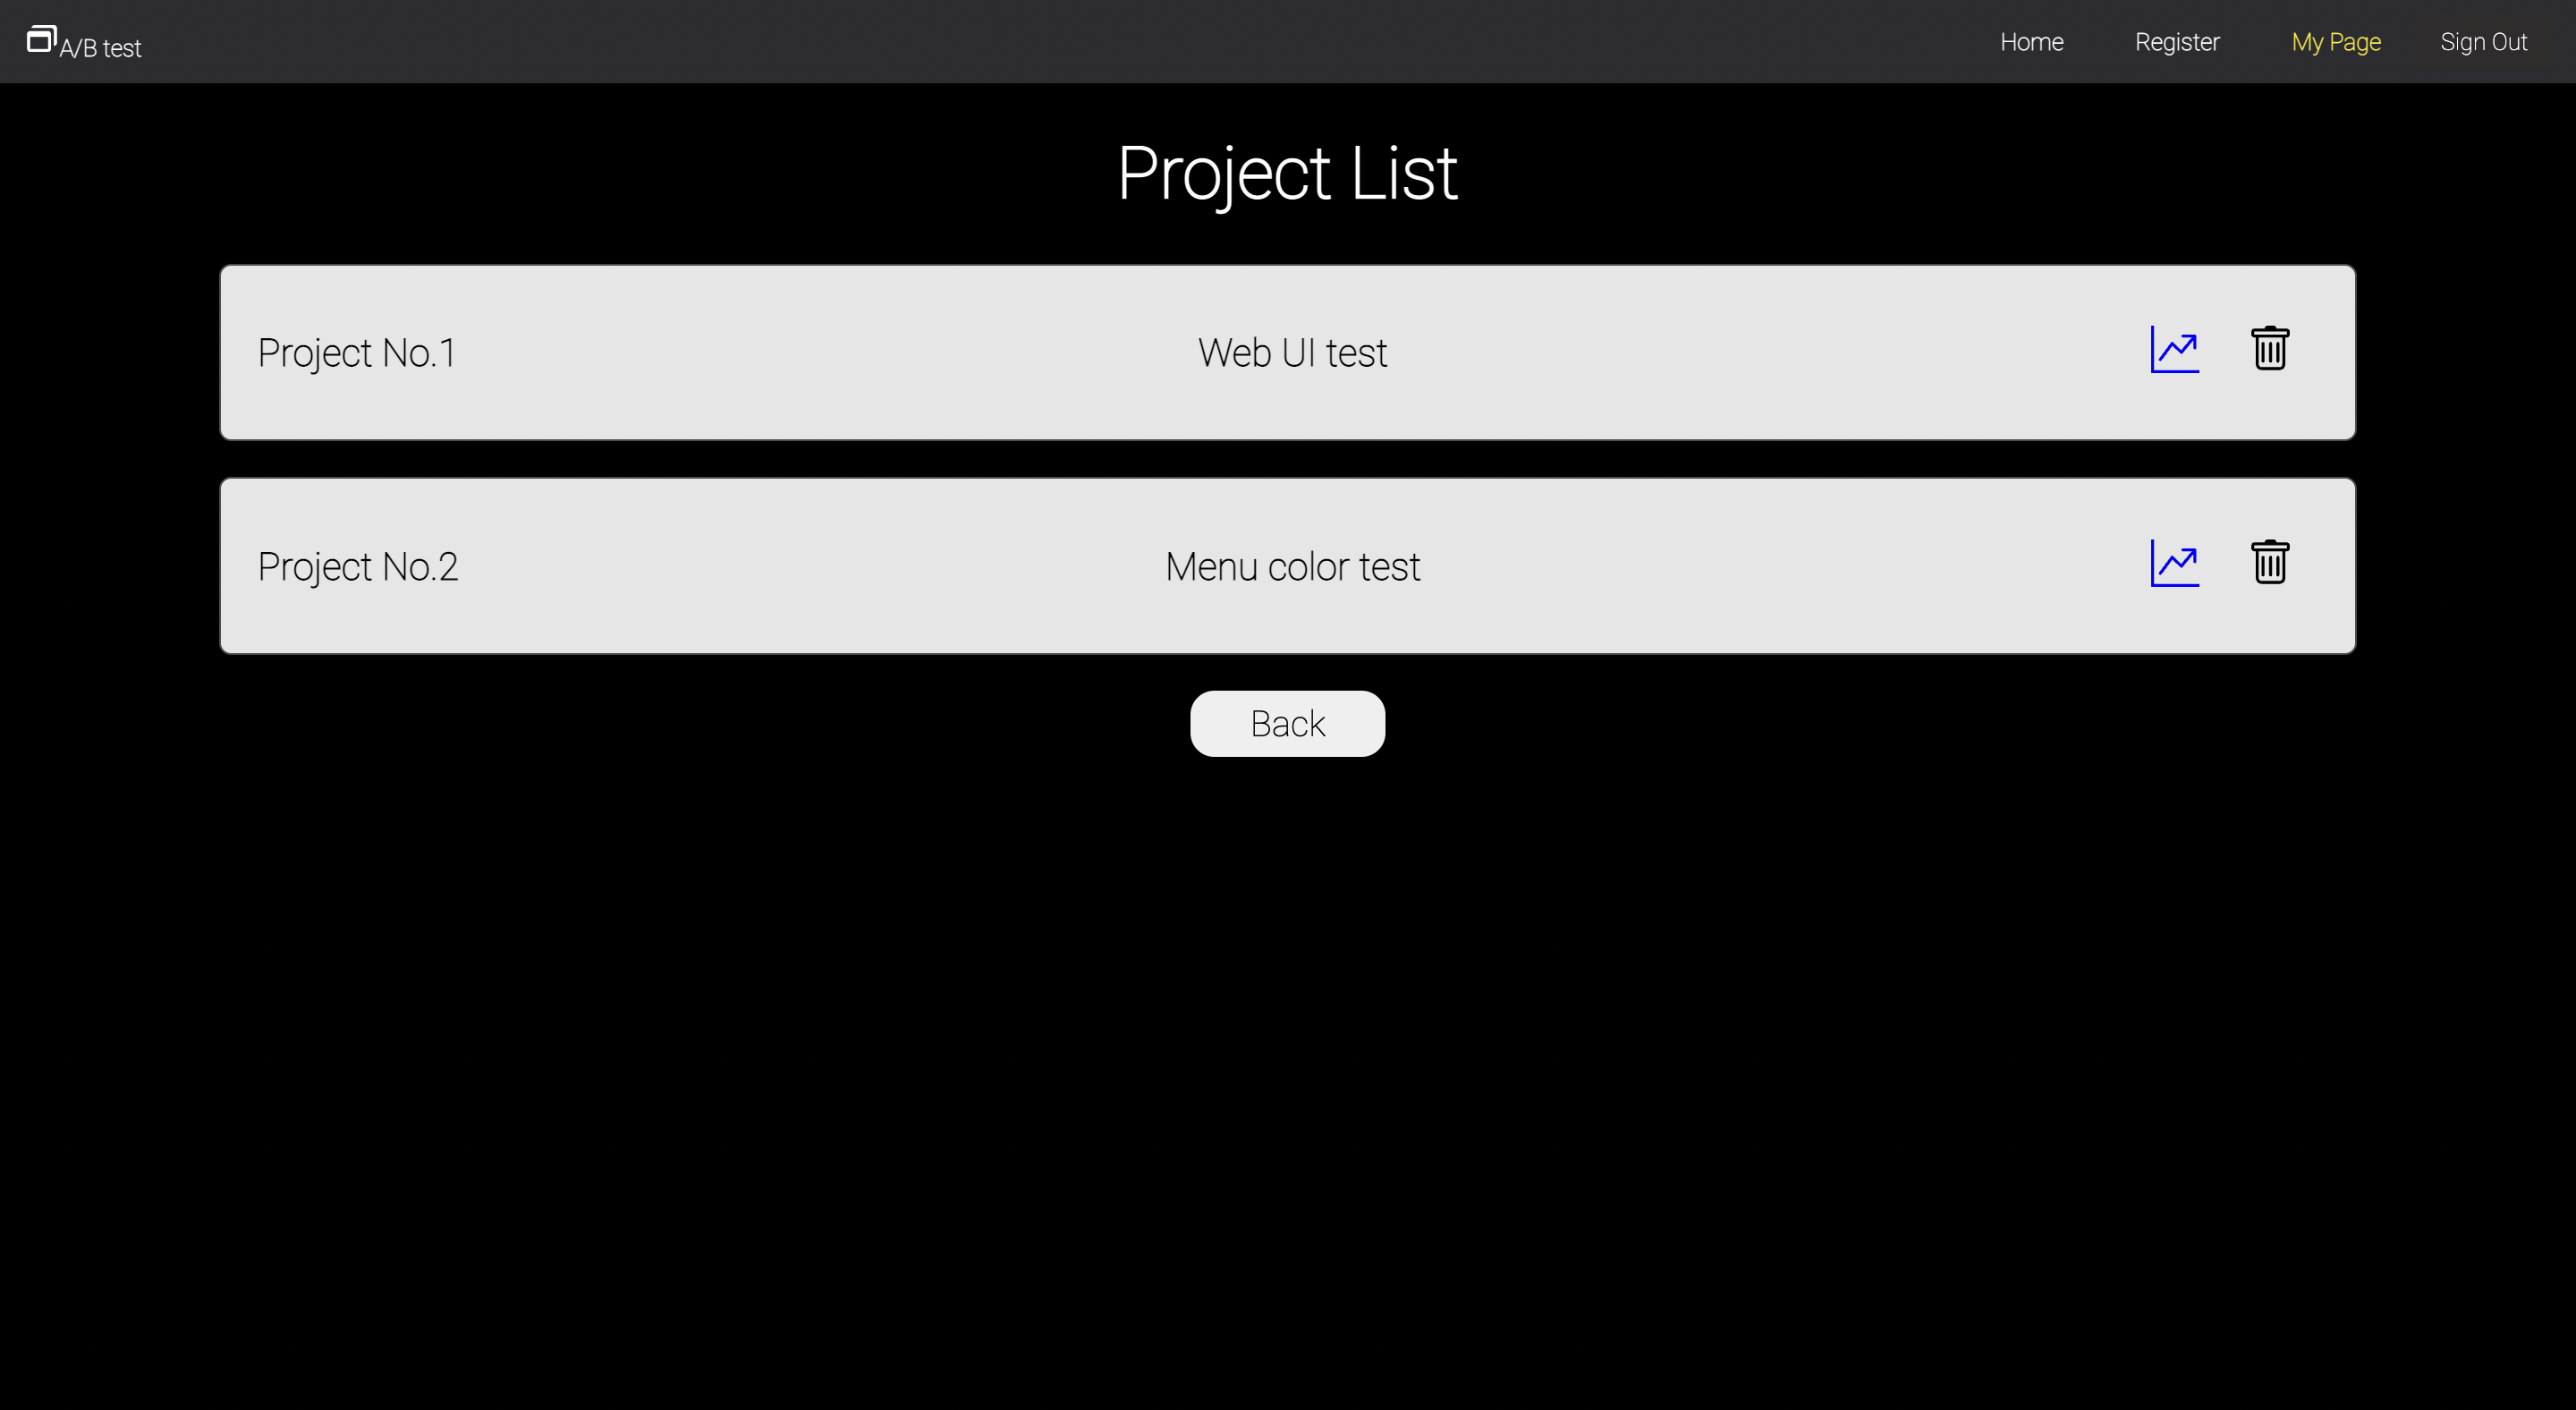 A/B test
Home Register My Page Sign Out
Project List
Project No.1 Web UI test
Project No.2 Menu color test
Back